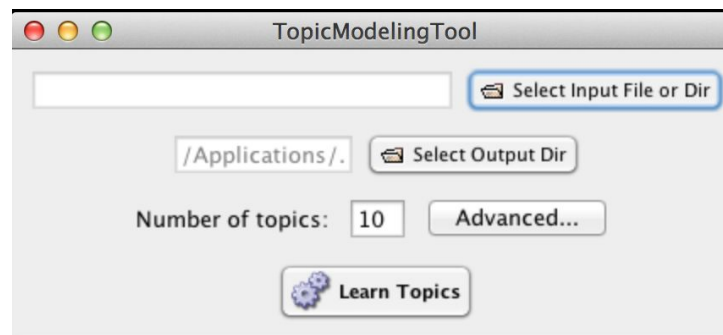 TopicModelingTool
Select Input File or Dir
/Applications/. Select Output Dir
Number of topics: 10 Advanced...
Learn Topics